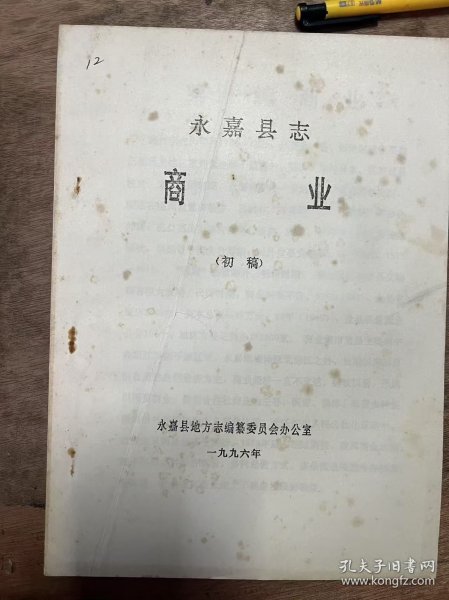 12
永嘉县志
商业
（初稿）
永嘉县地方志编纂委员会办公室
一九九六年
孔夫子旧书网
www.kongfz.com